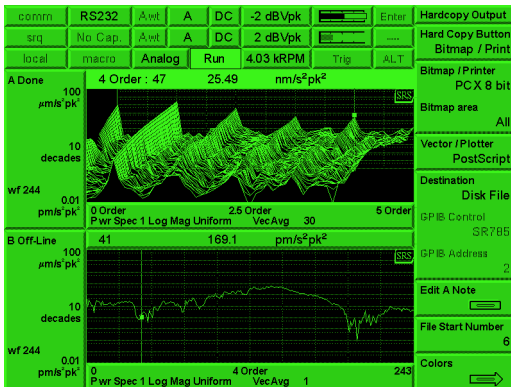 comm RS232 A.wt A DC -2 dBVpk Enter
srq No Cap. A.wt A DC 2 dBVpk ----
local macro Analog Run 4.03 kRPM Trig ALT
Hardcopy Output
Hard Copy Button
Bitmap / Print
Bitmap / Printer
PCX 8 bit
Bitmap area
All
Vector / Plotter
PostScript
Destination
Disk File
GPIB Control
SR785
GPIB Address
2
Edit A Note
File Start Number
6
Colors
A Done
4 Order : 47 25.49 nm/s²pk²
100
µm/s²pk²
SRS
10
decades
wf 244
0.01
pm/s²pk²
0 Order 2.5 Order 5 Order
Pwr Spec 1 Log Mag Uniform VecAvg 30
B Off-Line
41 169.1 pm/s²pk²
100
µm/s²pk²
SRS
10
decades
wf 244
0.01
pm/s²pk²
0 4 Order 243
Pwr Spec 1 Log Mag Uniform VecAvg 1